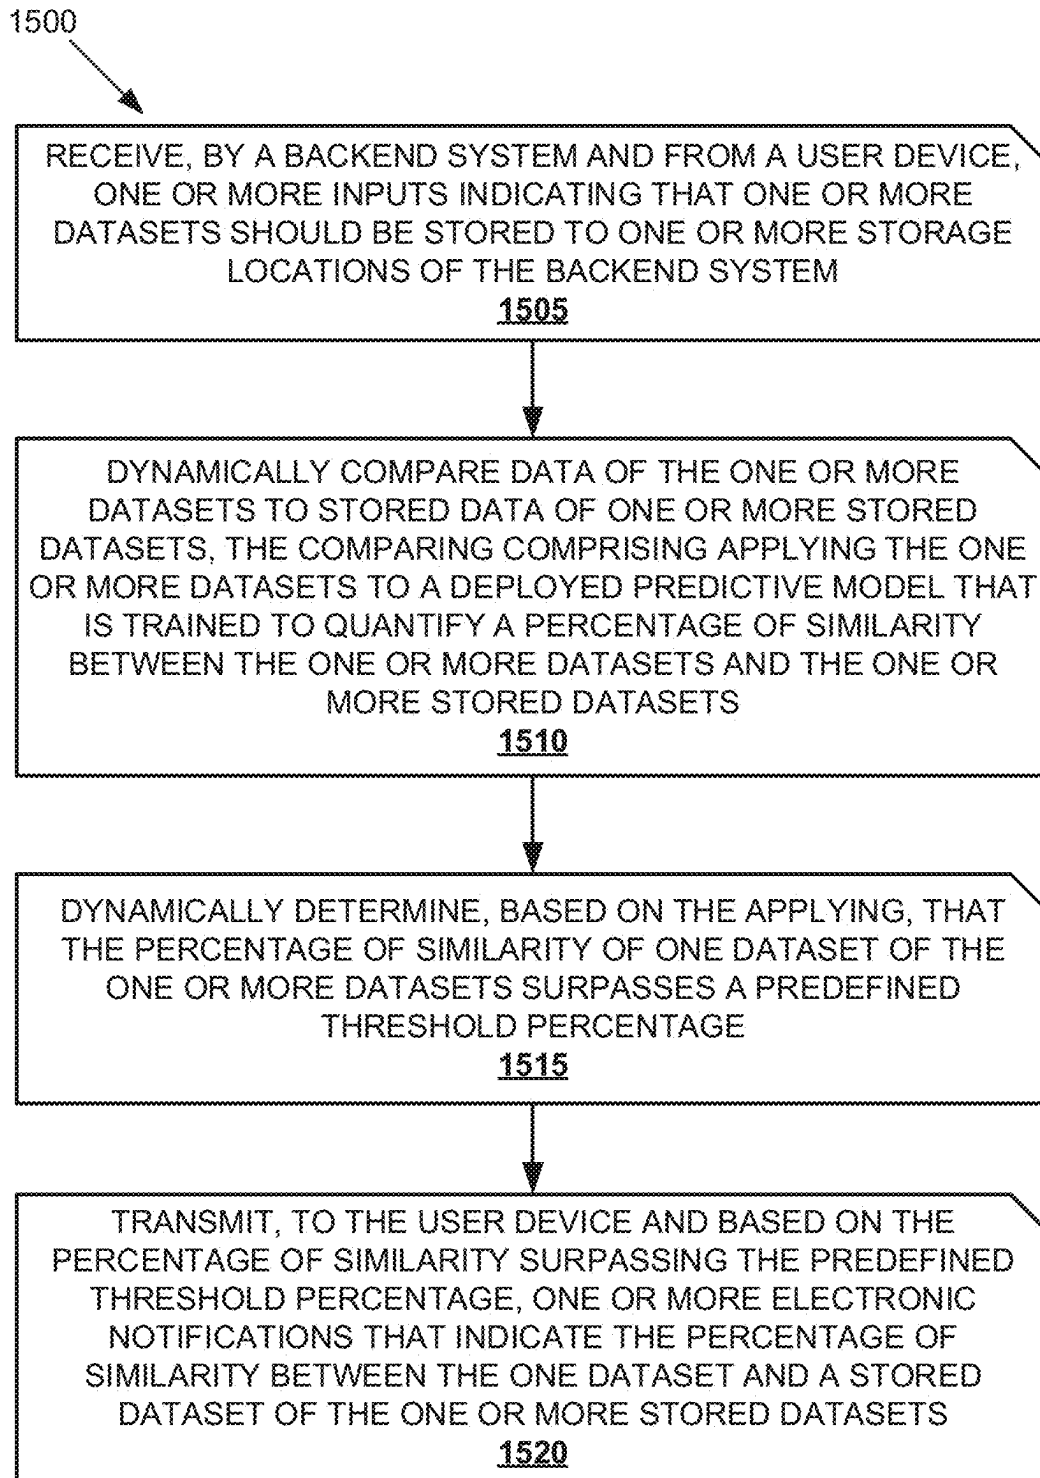 1500
RECEIVE, BY A BACKEND SYSTEM AND FROM A USER DEVICE,
ONE OR MORE INPUTS INDICATING THAT ONE OR MORE
DATASETS SHOULD BE STORED TO ONE OR MORE STORAGE
LOCATIONS OF THE BACKEND SYSTEM
1505
DYNAMICALLY COMPARE DATA OF THE ONE OR MORE
DATASETS TO STORED DATA OF ONE OR MORE STORED
DATASETS, THE COMPARING COMPRISING APPLYING THE ONE
OR MORE DATASETS TO A DEPLOYED PREDICTIVE MODEL THAT
IS TRAINED TO QUANTIFY A PERCENTAGE OF SIMILARITY
BETWEEN THE ONE OR MORE DATASETS AND THE ONE OR
MORE STORED DATASETS
1510
DYNAMICALLY DETERMINE, BASED ON THE APPLYING, THAT
THE PERCENTAGE OF SIMILARITY OF ONE DATASET OF THE
ONE OR MORE DATASETS SURPASSES A PREDEFINED
THRESHOLD PERCENTAGE
1515
TRANSMIT, TO THE USER DEVICE AND BASED ON THE
PERCENTAGE OF SIMILARITY SURPASSING THE PREDEFINED
THRESHOLD PERCENTAGE, ONE OR MORE ELECTRONIC
NOTIFICATIONS THAT INDICATE THE PERCENTAGE OF
SIMILARITY BETWEEN THE ONE DATASET AND A STORED
DATASET OF THE ONE OR MORE STORED DATASETS
1520